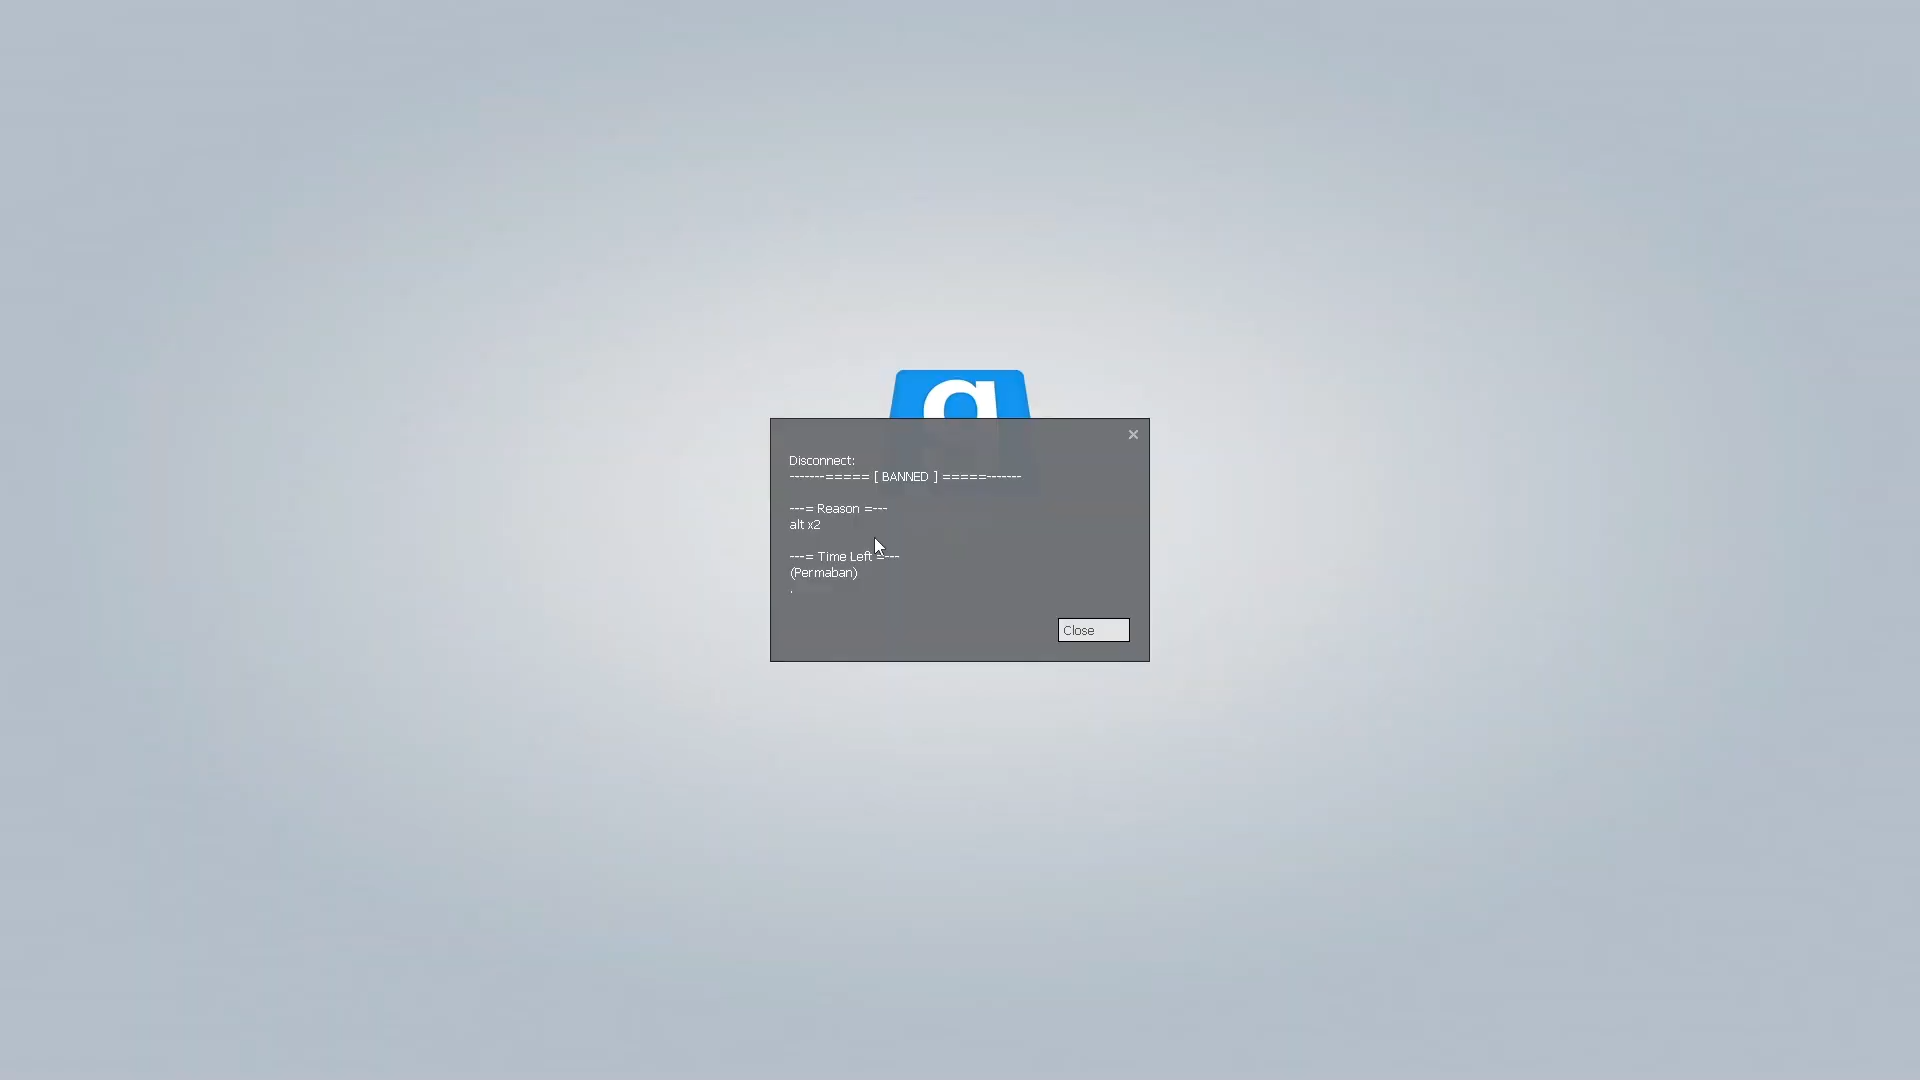 g
Disconnect:
-------===== [ BANNED ] =====-------
---= Reason =---
alt x2
---= Time Left =---
(Permaban)
.
Close